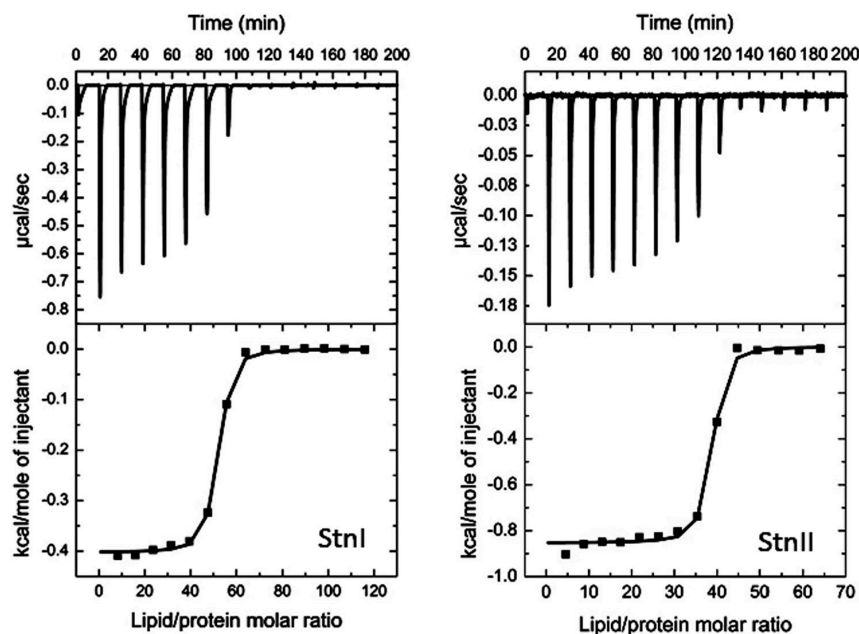 Time (min)
0 20 40 60 80 100 120 140 160 180 200
0.0
-0.1
-0.2
-0.3
-0.4
-0.5
-0.6
-0.7
-0.8
µcal/sec
0.0
-0.1
-0.2
-0.3
-0.4
kcal/mole of injectant
StnI
0 20 40 60 80 100 120
Lipid/protein molar ratio
Time (min)
0 20 40 60 80 100 120 140 160 180 200
0.00
-0.03
-0.05
-0.08
-0.10
-0.13
-0.15
-0.18
µcal/sec
0.0
-0.2
-0.4
-0.6
-0.8
-1.0
kcal/mole of injectant
StnII
0 10 20 30 40 50 60 70
Lipid/protein molar ratio